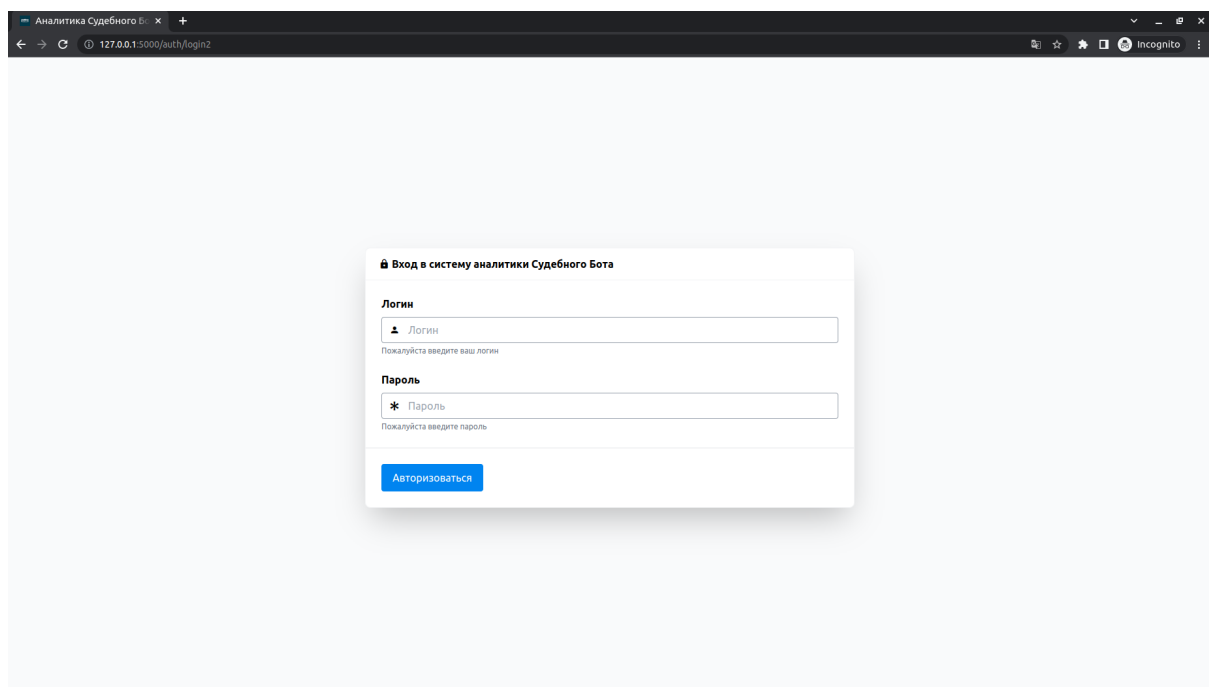 Аналитика Судебного Бо
127.0.0.1:5000/auth/login2
Incognito
Вход в систему аналитики Судебного Бота
Логин
Логин
Пожалуйста введите ваш логин
Пароль
Пароль
Пожалуйста введите пароль
Авторизоваться